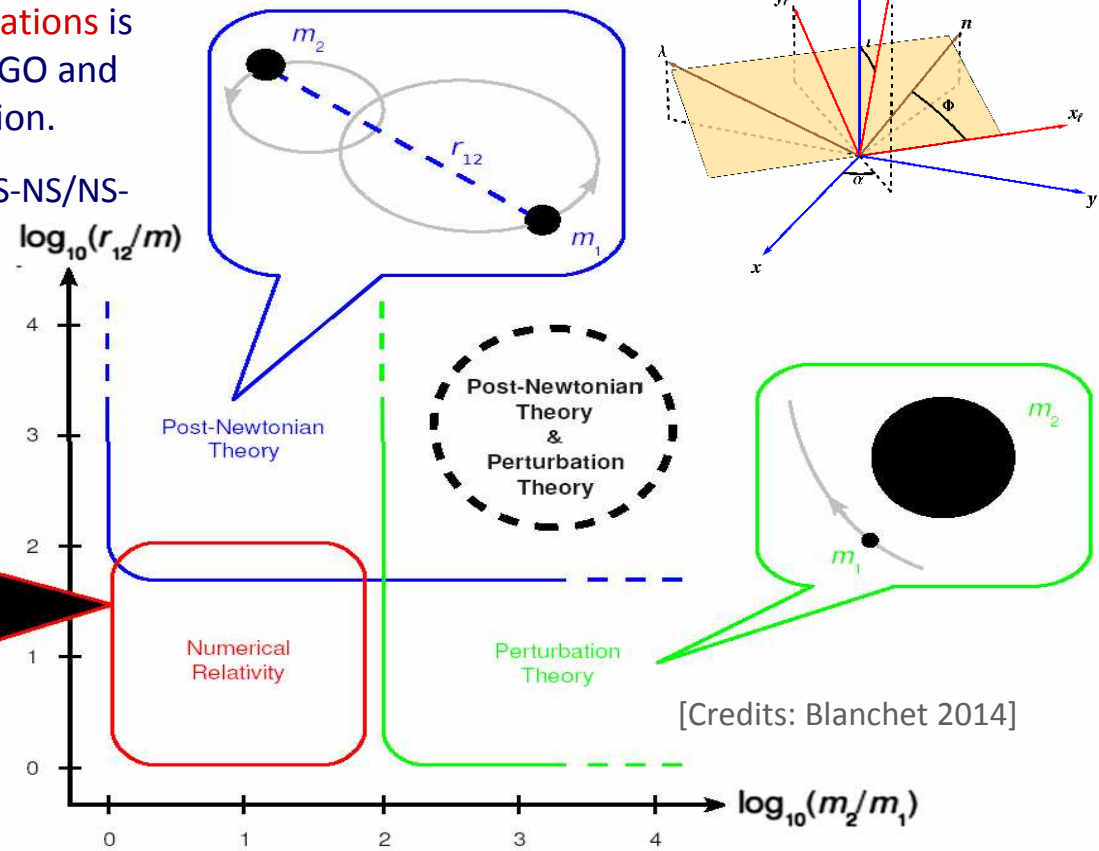 ations is
GO and
ion.
S-NS/NS-
m2
r12
m1
λ
ι
n
Φ
xℓ
α
y
x
log10(r12/m)
4
3
2
1
0
Post-Newtonian
Theory
Post-Newtonian
Theory
&
Perturbation
Theory
m2
m1
Numerical
Relativity
Perturbation
Theory
[Credits: Blanchet 2014]
log10(m2/m1)
0
1
2
3
4